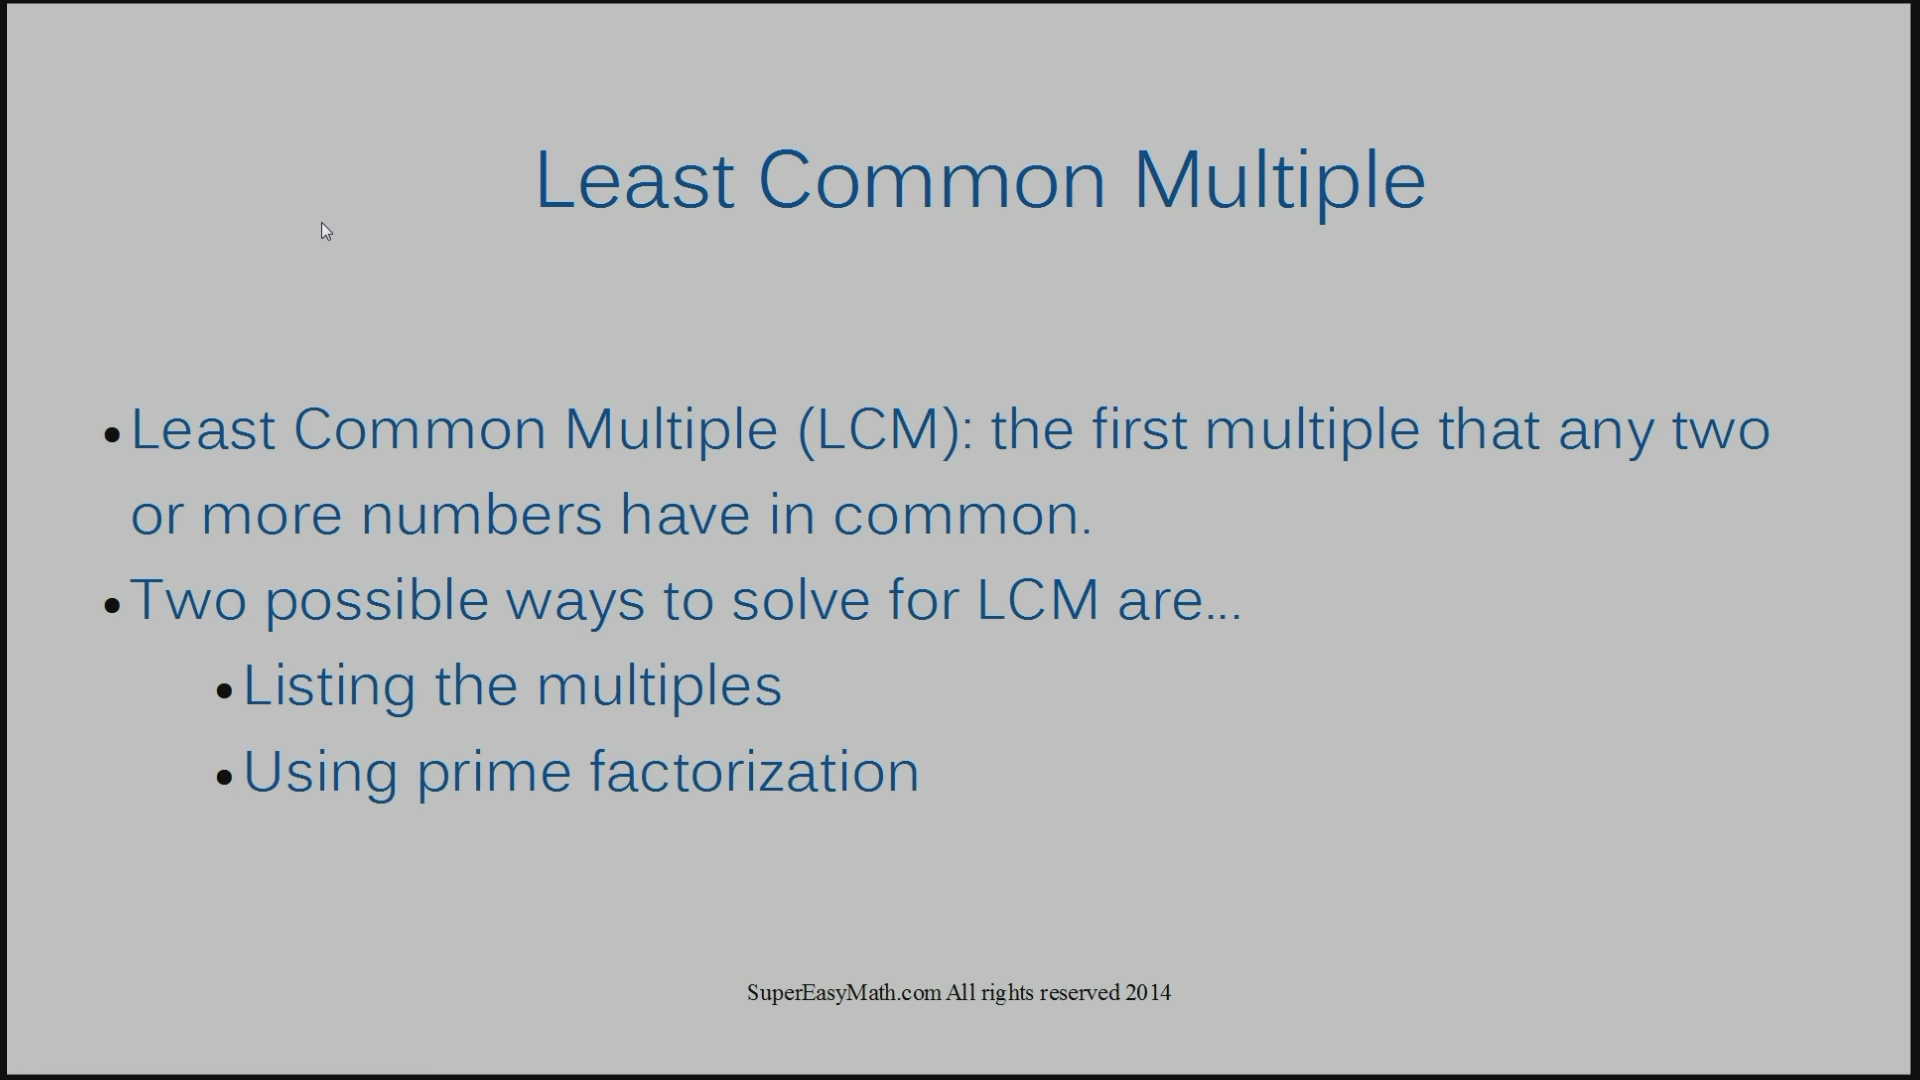 Least Common Multiple
•Least Common Multiple (LCM): the first multiple that any two
or more numbers have in common.
•Two possible ways to solve for LCM are...
•Listing the multiples
•Using prime factorization
SuperEasyMath.com All rights reserved 2014